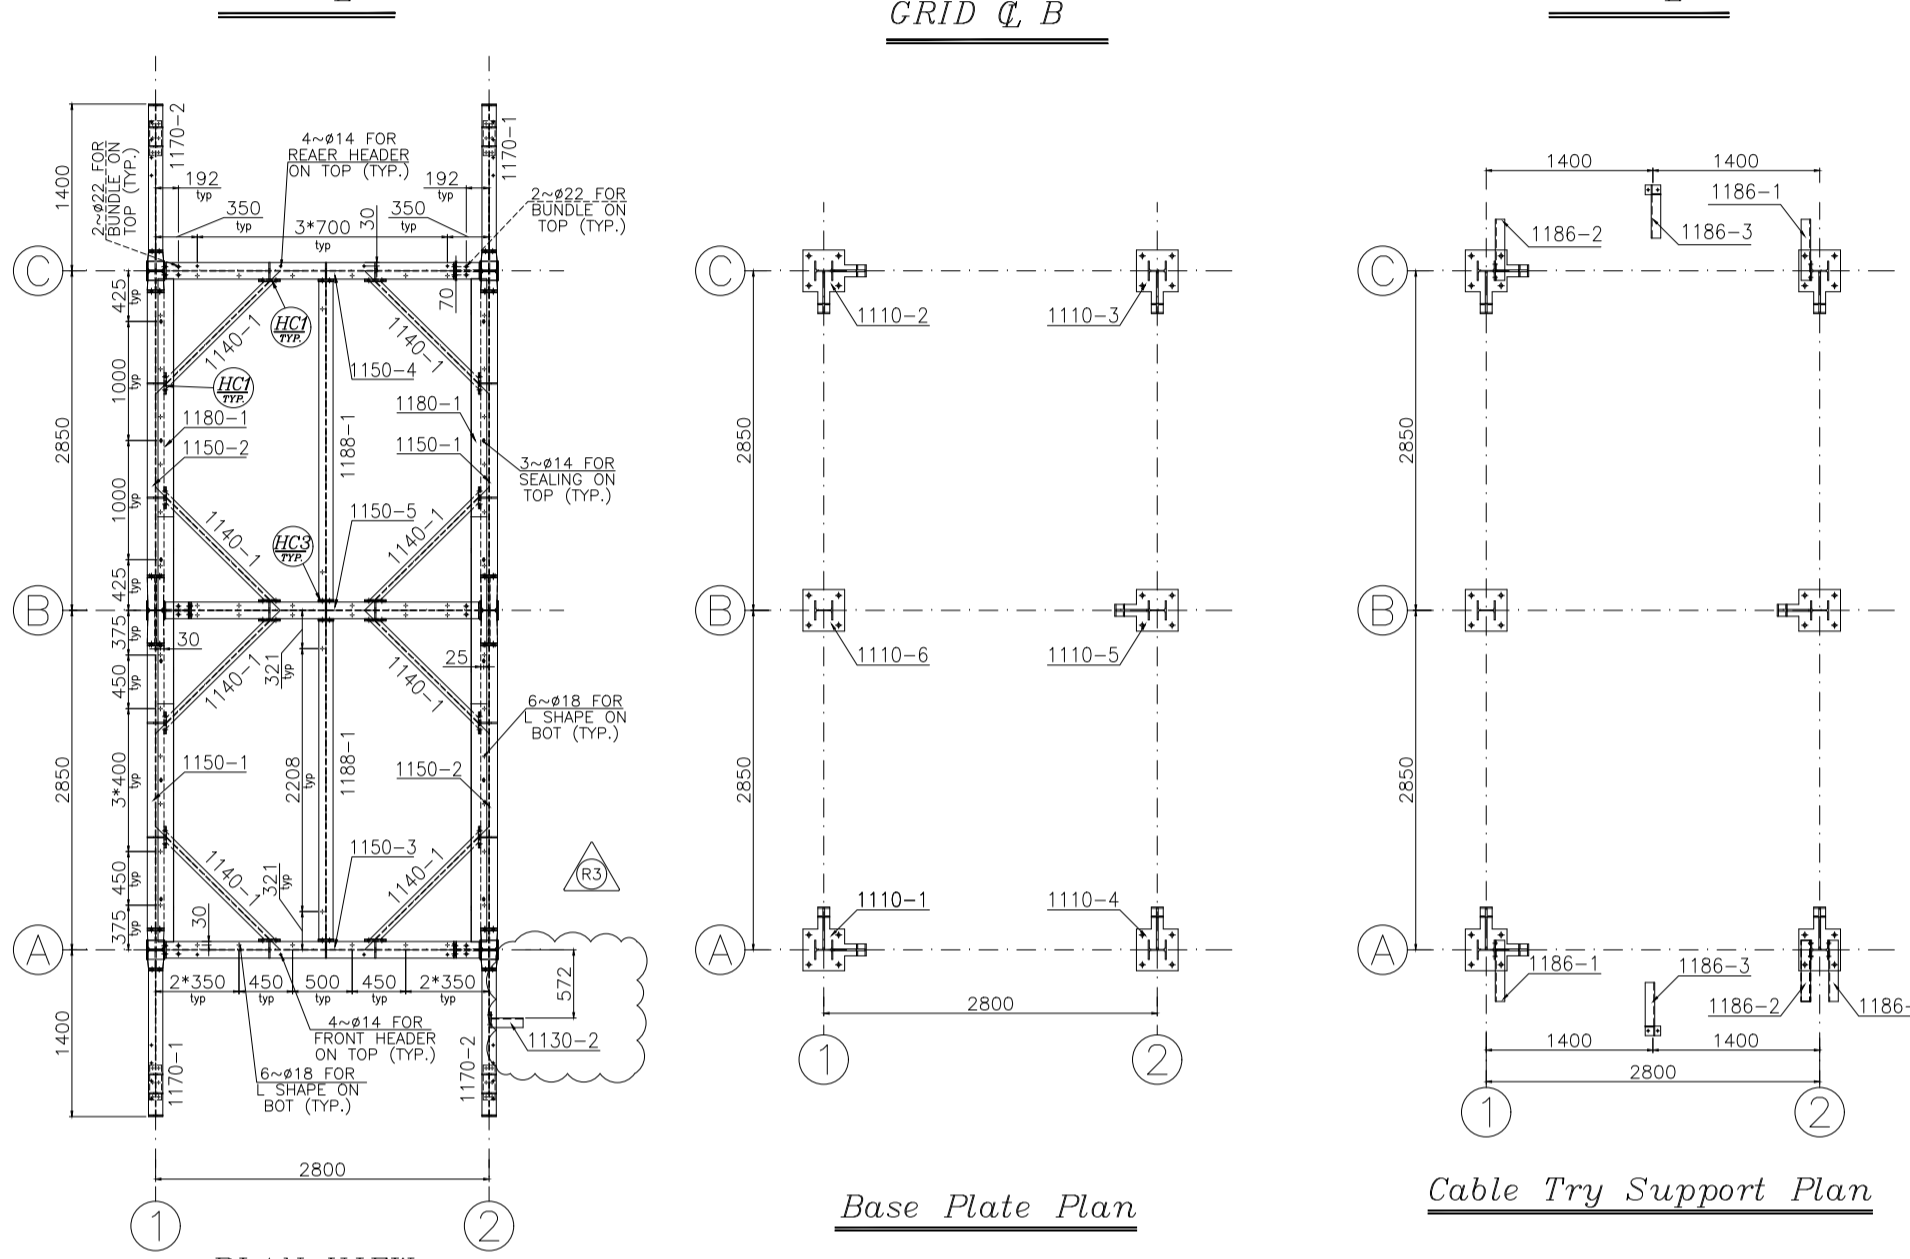 GRID ℄ B
1170-2
1170-1
4~ø14 FOR
REAER HEADER
ON TOP (TYP.)
2~ø22 FOR
BUNDLE ON
TOP (TYP.)
192
typ
192
typ
2~ø22 FOR
BUNDLE ON
TOP (TYP.)
350
typ
3*700
typ
30
350
typ
1400
C
425
typ
70
HC1
TYP.
1140-1
1140-1
1150-4
1000
typ
HC1
TYP.
1180-1
1180-1
1150-2
1150-1
2850
1188-1
3~ø14 FOR
SEALING ON
TOP (TYP.)
1000
typ
1150-5
1140-1
1140-1
HC3
TYP.
425
typ
B
375
typ
30
321
typ
25
450
typ
1140-1
1140-1
6~ø18 FOR
L SHAPE ON
BOT (TYP.)
1150-1
1150-2
2850
3*400
typ
2208
typ
1188-1
1150-3
R3
450
typ
1140-1
321
typ
1140-1
375
typ
30
A
2*350
typ
450
typ
500
typ
450
typ
2*350
typ
572
4~ø14 FOR
FRONT HEADER
ON TOP (TYP.)
1130-2
1400
6~ø18 FOR
L SHAPE ON
BOT (TYP.)
1170-1
1170-2
2800
1
2
C
1110-2
1110-3
2850
B
1110-6
1110-5
2850
1110-1
1110-4
A
2800
1
2
Base Plate Plan
1400
1400
1186-1
1186-2
1186-3
C
2850
B
2850
A
1186-1
1186-3
1186-2
1186-
1400
1400
2800
1
2
Cable Try Support Plan